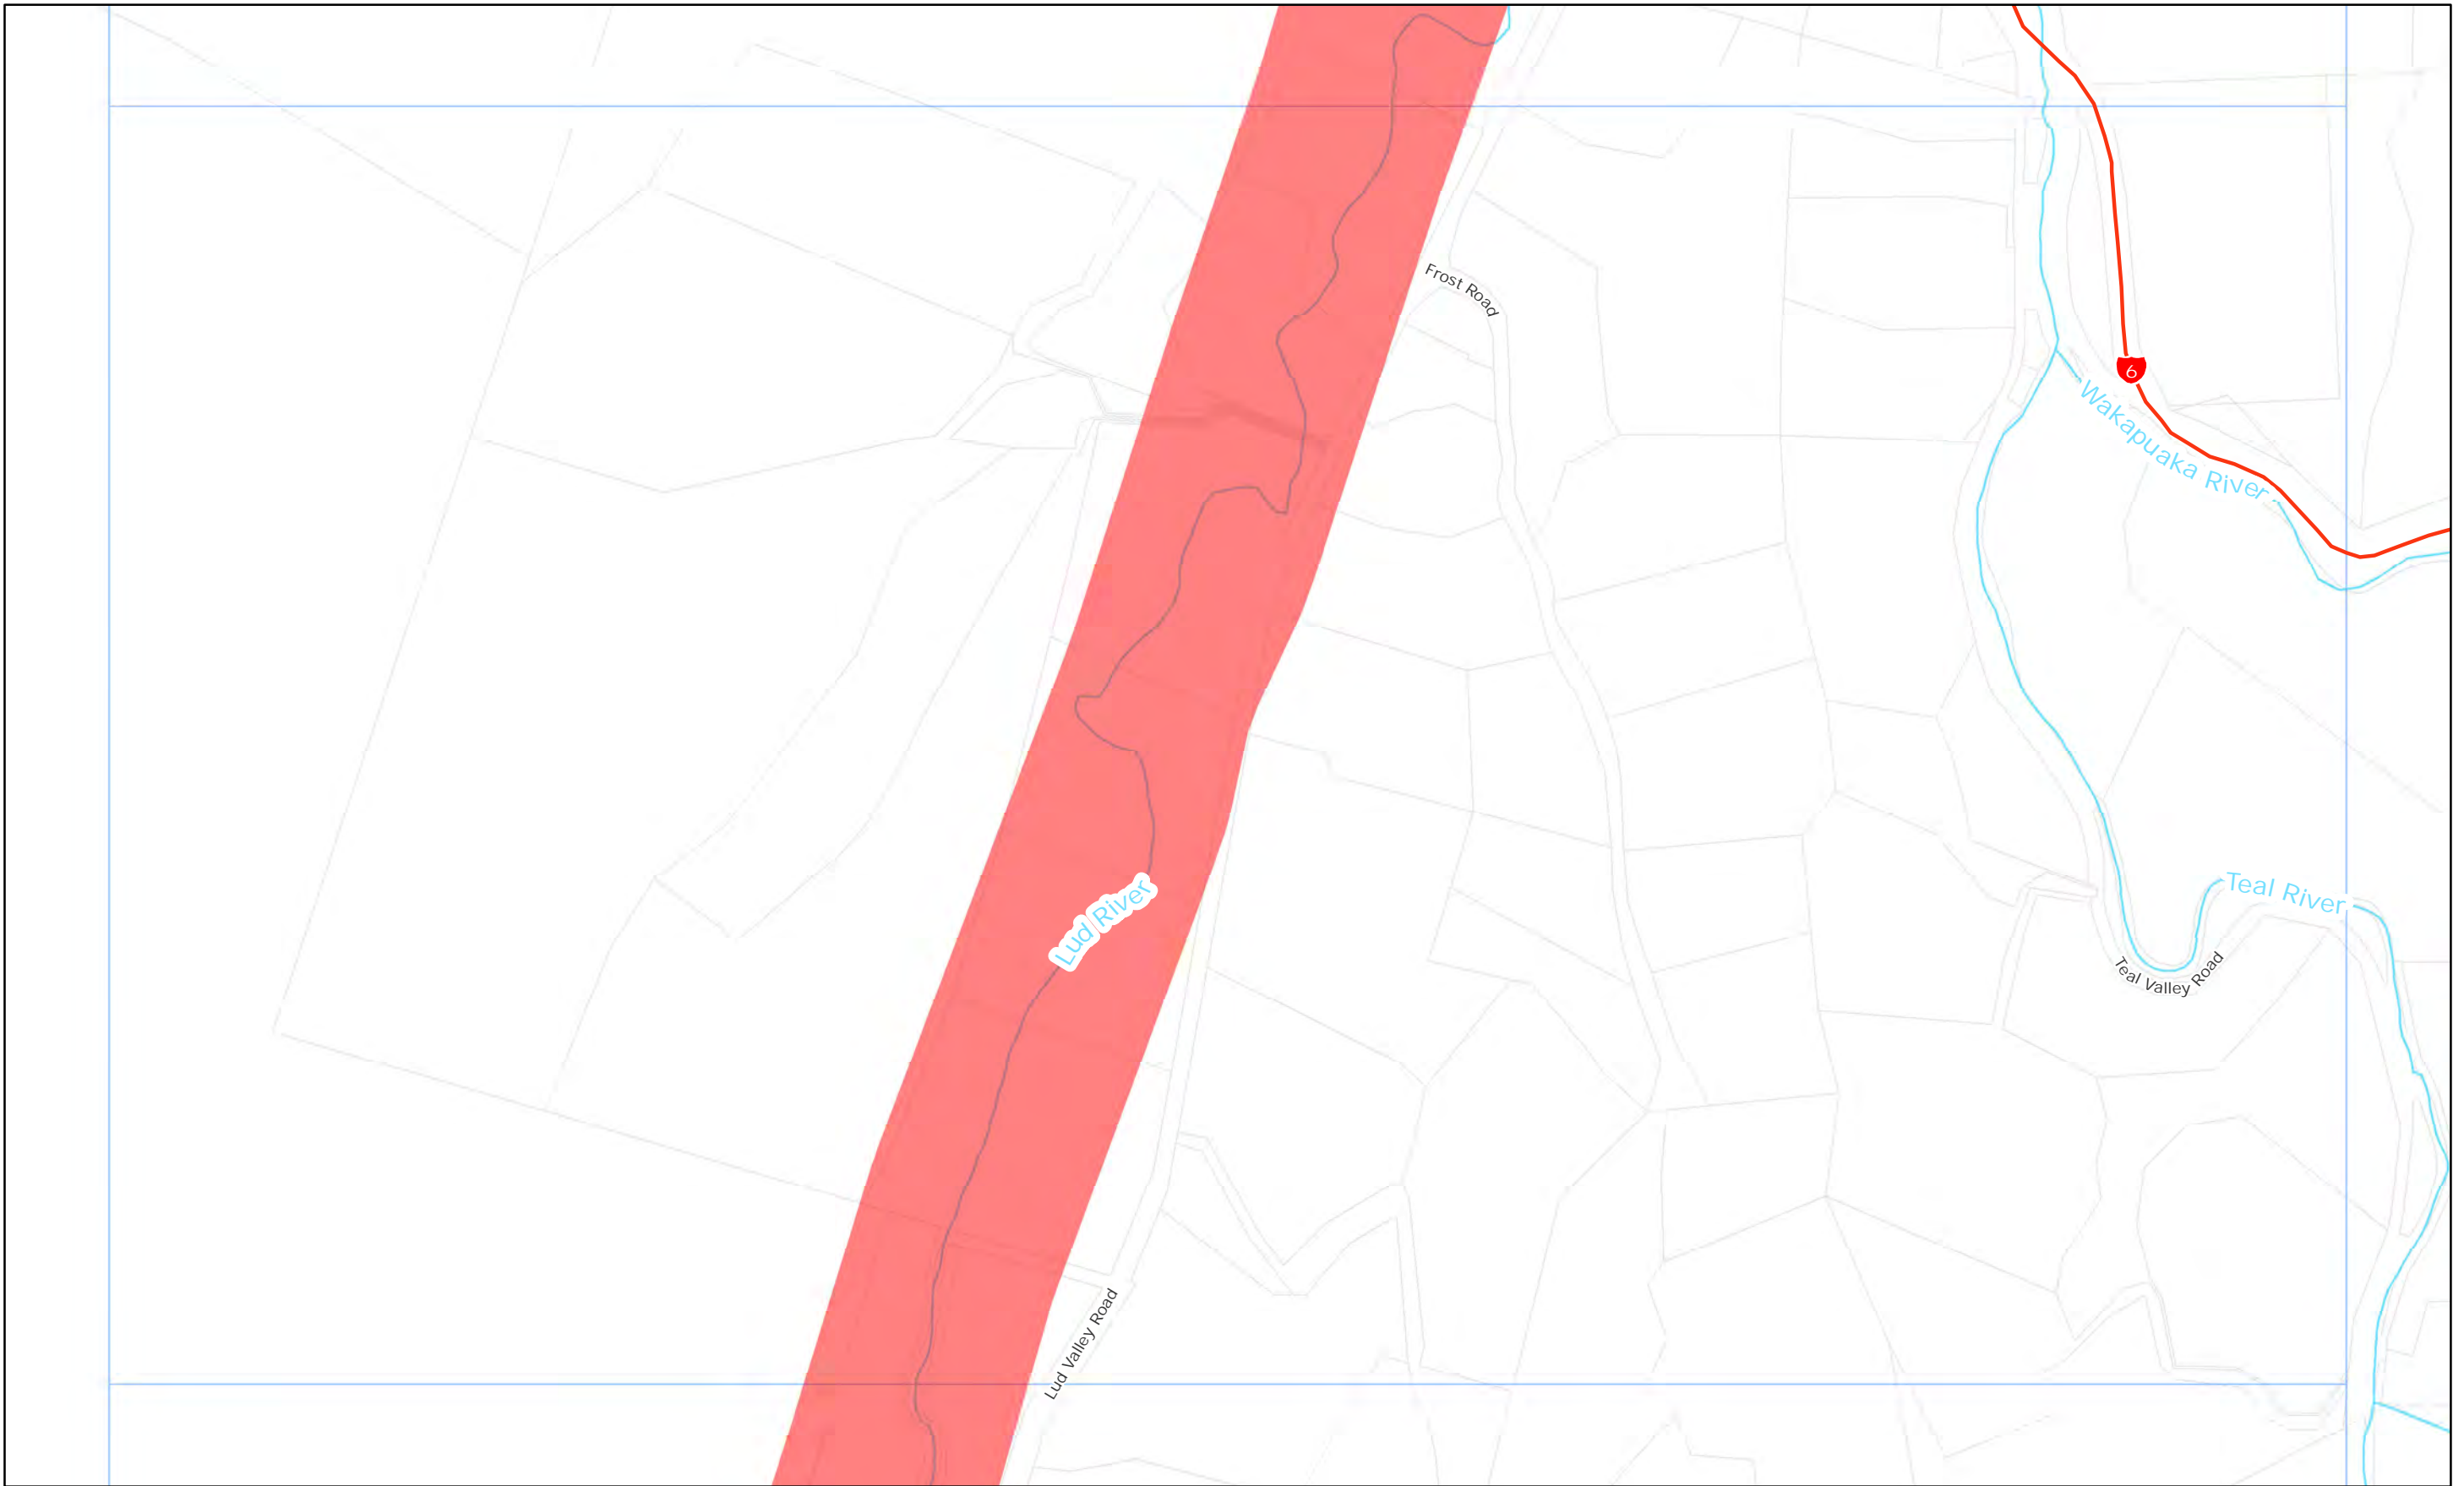 Frost Road
6
Wakapuaka River
Lud River
Teal River
Teal Valley Road
Lud Valley Road